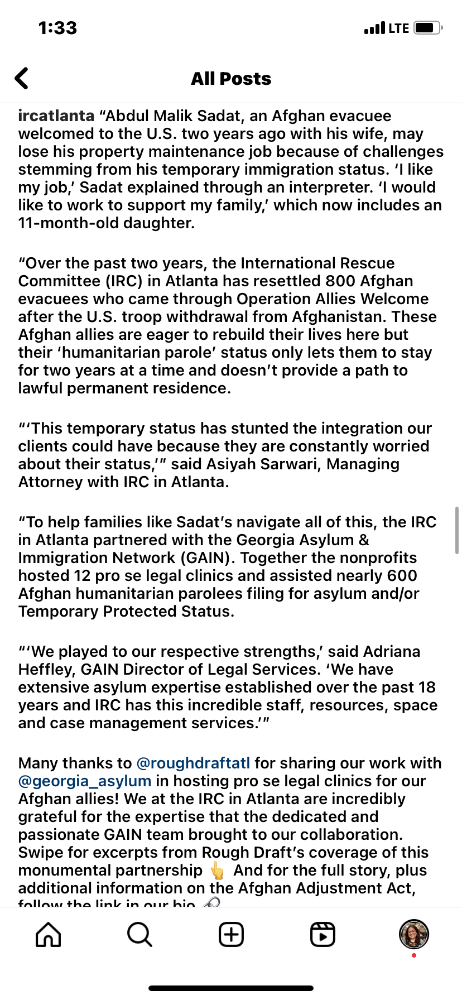 1:33
LTE
All Posts
ircatlanta “Abdul Malik Sadat, an Afghan evacuee
welcomed to the U.S. two years ago with his wife, may
lose his property maintenance job because of challenges
stemming from his temporary immigration status. ‘I like
my job,’ Sadat explained through an interpreter. ‘I would
like to work to support my family,’ which now includes an
11-month-old daughter.
“Over the past two years, the International Rescue
Committee (IRC) in Atlanta has resettled 800 Afghan
evacuees who came through Operation Allies Welcome
after the U.S. troop withdrawal from Afghanistan. These
Afghan allies are eager to rebuild their lives here but
their ‘humanitarian parole’ status only lets them to stay
for two years at a time and doesn’t provide a path to
lawful permanent residence.
“‘This temporary status has stunted the integration our
clients could have because they are constantly worried
about their status,’” said Asiyah Sarwari, Managing
Attorney with IRC in Atlanta.
“To help families like Sadat’s navigate all of this, the IRC
in Atlanta partnered with the Georgia Asylum &
Immigration Network (GAIN). Together the nonprofits
hosted 12 pro se legal clinics and assisted nearly 600
Afghan humanitarian parolees filing for asylum and/or
Temporary Protected Status.
“‘We played to our respective strengths,’ said Adriana
Heffley, GAIN Director of Legal Services. ‘We have
extensive asylum expertise established over the past 18
years and IRC has this incredible staff, resources, space
and case management services.’”
Many thanks to @roughdraftatl for sharing our work with
@georgia_asylum in hosting pro se legal clinics for our
Afghan allies! We at the IRC in Atlanta are incredibly
grateful for the expertise that the dedicated and
passionate GAIN team brought to our collaboration.
Swipe for excerpts from Rough Draft’s coverage of this
monumental partnership 👆 And for the full story, plus
additional information on the Afghan Adjustment Act,
follow the link in our bio 🔗